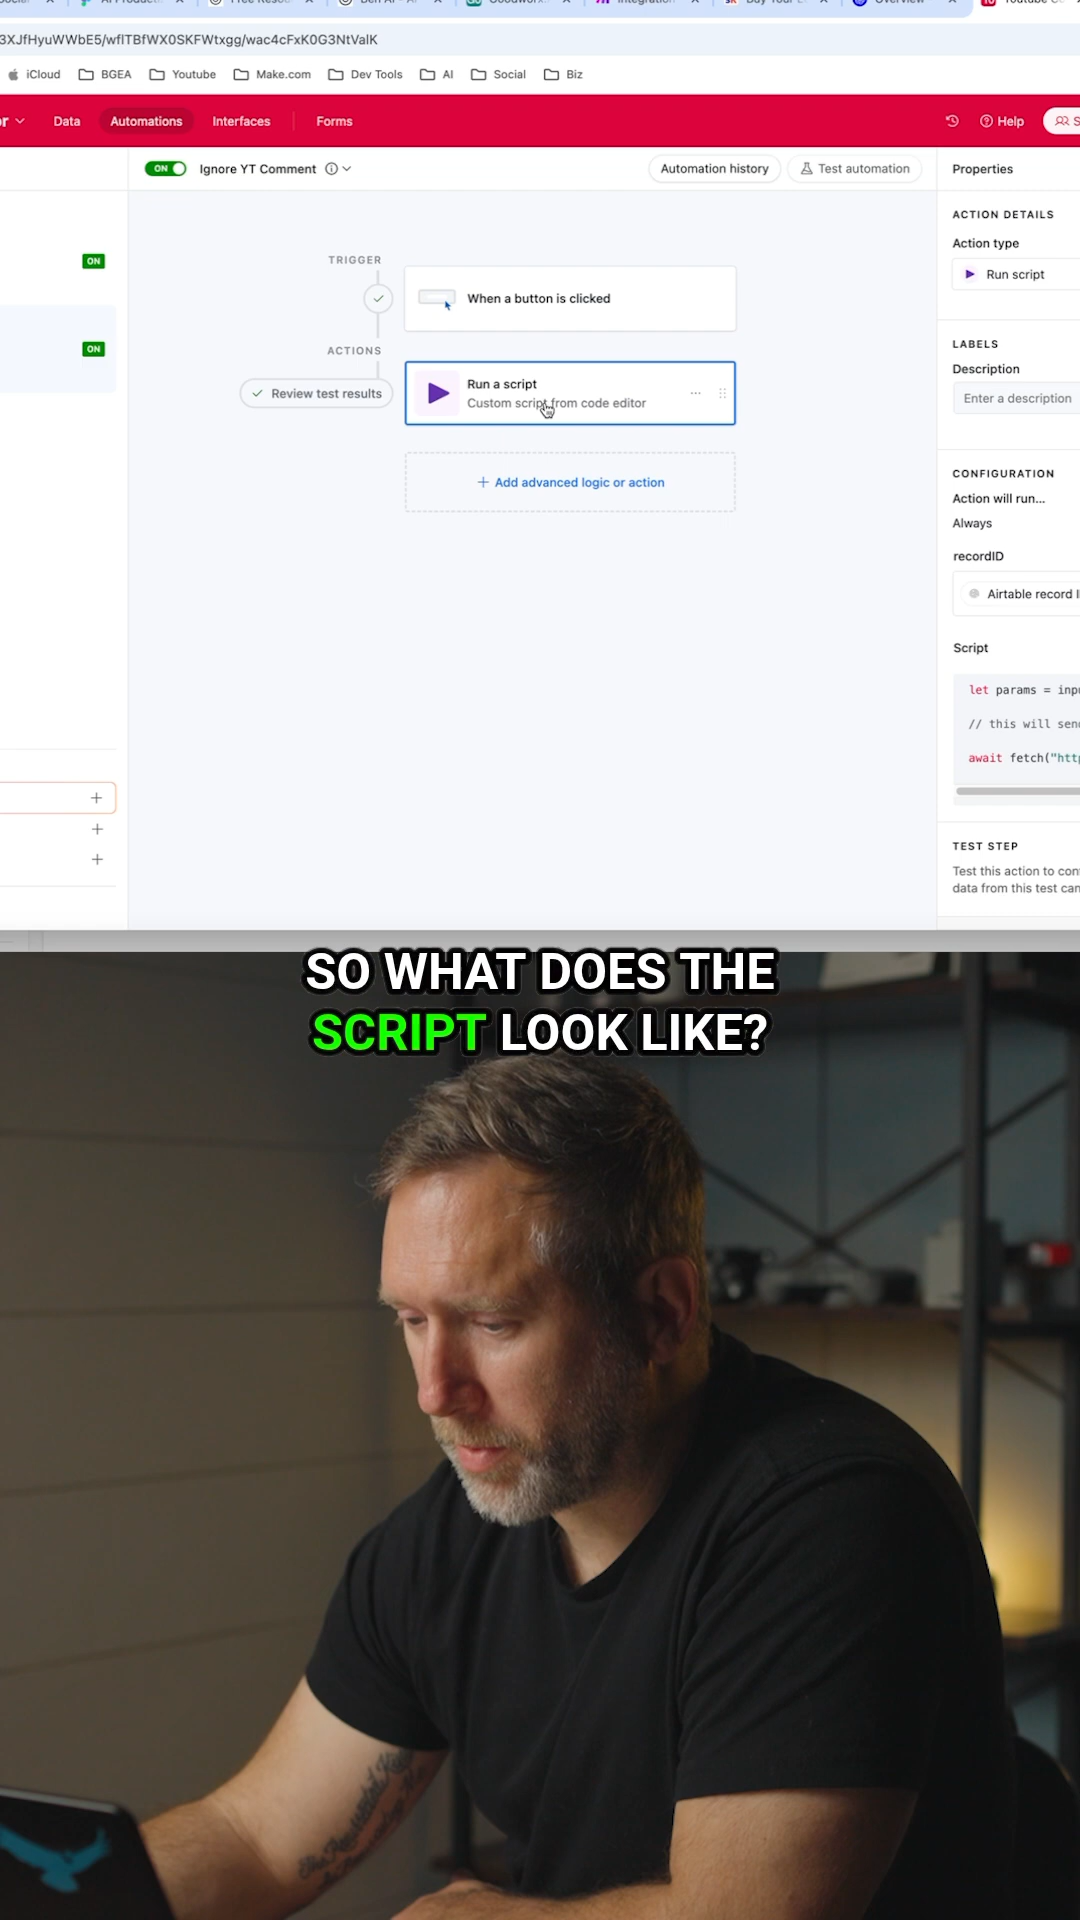 3XJfHyuWWbE5/wflTBfWX0SKFWtxgg/wac4cFxK0G3NtValK
iCloud BGEA Youtube Make.com Dev Tools AI Social Biz
Data Automations Interfaces Forms Help
ON Ignore YT Comment Automation history Test automation Properties
ACTION DETAILS
Action type
Run script
ON
TRIGGER
When a button is clicked
ON
ACTIONS
Review test results
Run a script
Custom script from code editor
Add advanced logic or action
LABELS
Description
Enter a description
CONFIGURATION
Action will run...
Always
recordID
Airtable record
Script
let params = inpu
// this will send
await fetch("http
TEST STEP
Test this action to con
data from this test can
SO WHAT DOES THE
SCRIPT LOOK LIKE?